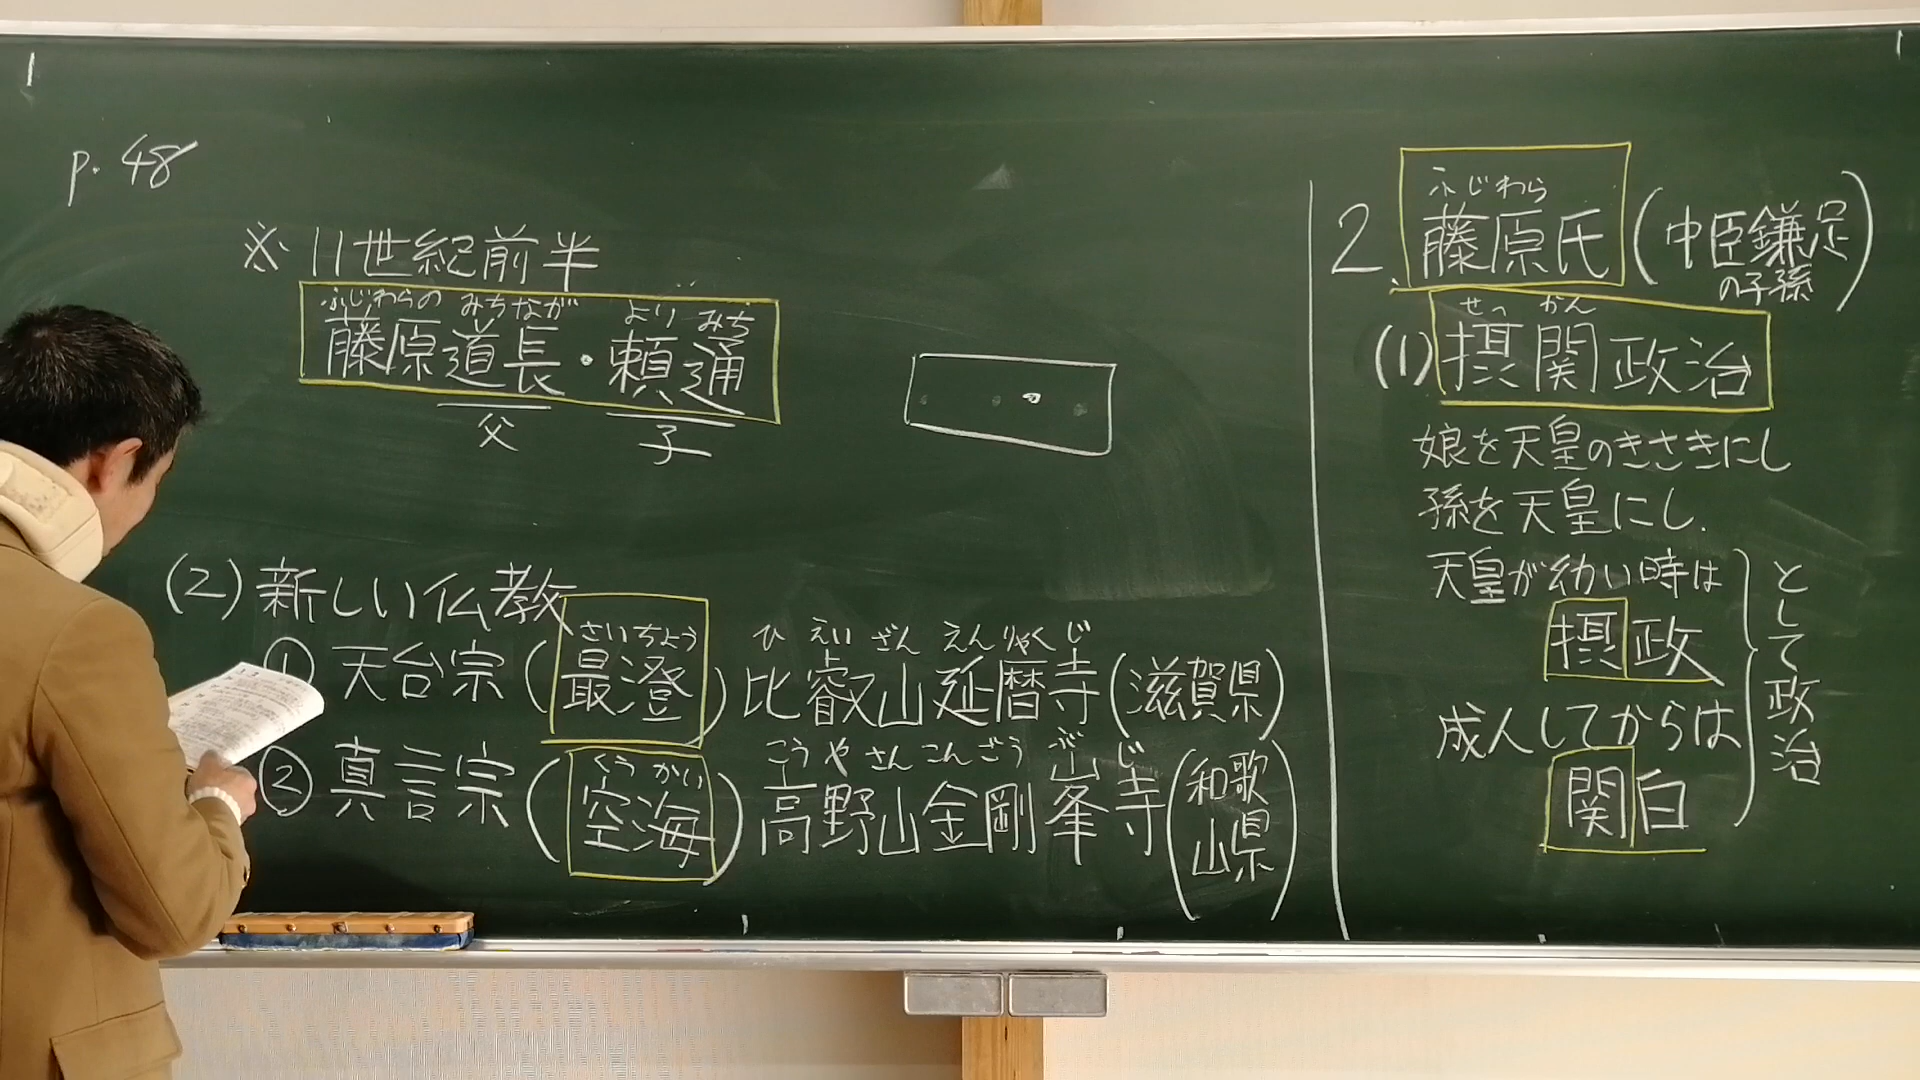 p. 48
※ 11世紀前半
ふじわらの みちなが より みち
藤原道長・頼通
父 子
(2) 新しい仏教
さいちょう ひ えい ざん えん りゃく じ
① 天台宗(最澄)比叡山延暦寺(滋賀県)
くう かい こう や さん こん ごう ぶ じ
② 真言宗(空海)高野山金剛峯寺(和歌山県)
ふじわら
2. 藤原氏(中臣鎌足の子孫)
せっ かん
(1) 摂関政治
娘を天皇のきさきにし
孫を天皇にし.
天皇が幼い時は
摂政
成人してからは
関白
として政治